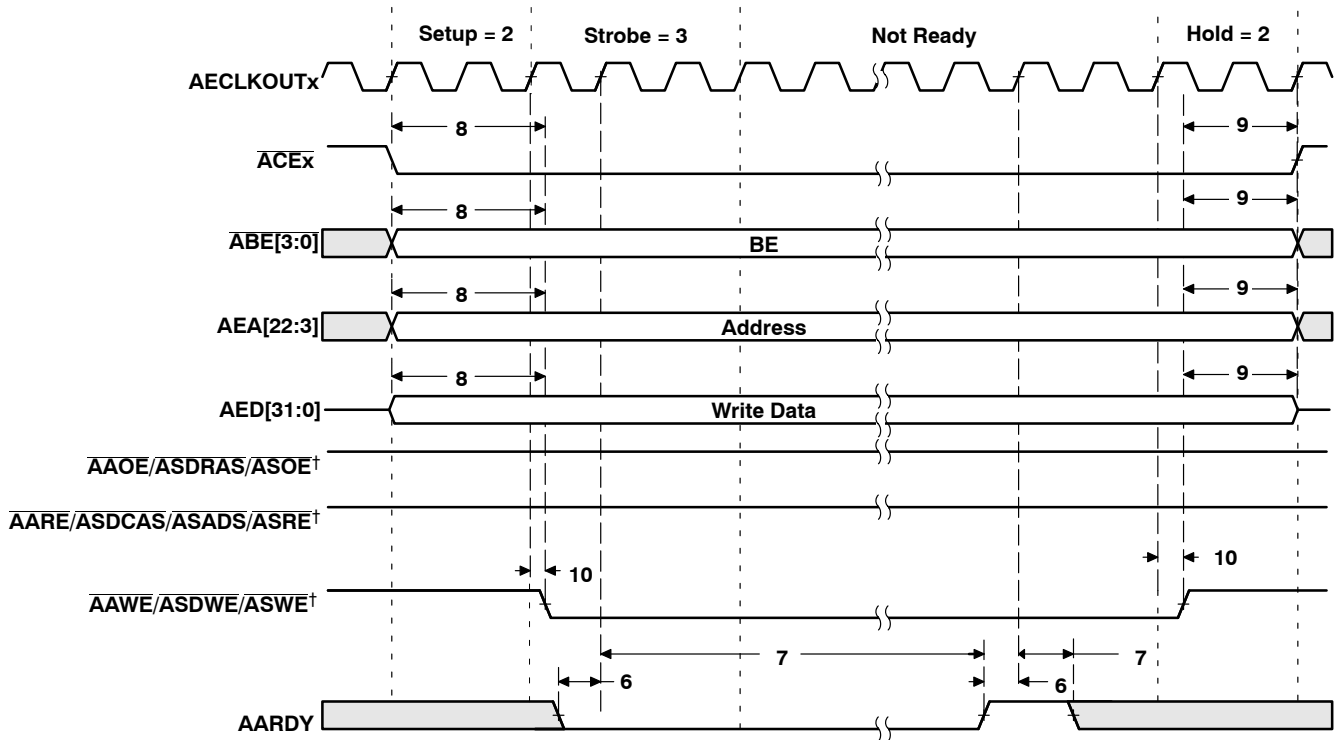 Setup = 2 Strobe = 3 Not Ready Hold = 2
AECLKOUTx
8 9
ACEx
8 9
ABE[3:0] BE
8 9
AEA[22:3] Address
8 9
AED[31:0] Write Data
AAOE/ASDRAS/ASOE†
AARE/ASDCAS/ASADS/ASRE†
10 10
AAWE/ASDWE/ASWE†
7 7
6 6
AARDY